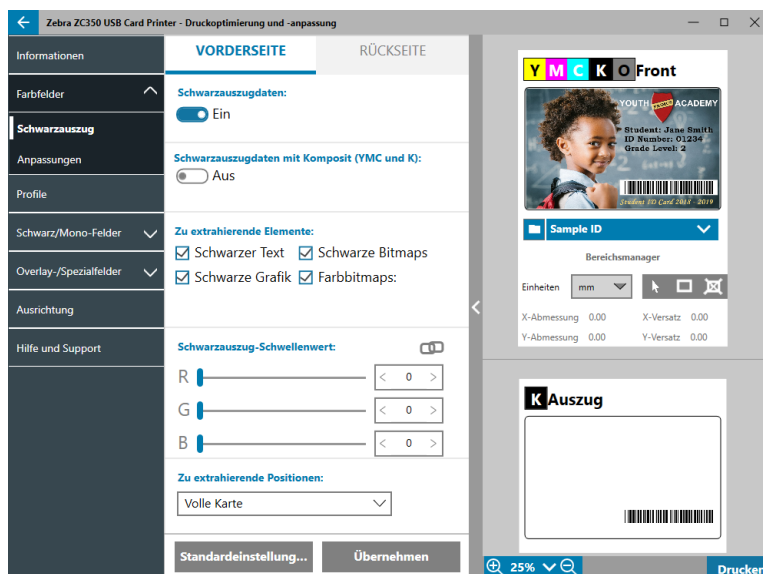 Zebra ZC350 USB Card Printer - Druckoptimierung und -anpassung
Informationen
Farbfelder
Schwarzauszug
Anpassungen
Profile
Schwarz/Mono-Felder
Overlay-/Spezialfelder
Ausrichtung
Hilfe und Support
VORDERSEITE
RÜCKSEITE
Schwarzauszugdaten:
Ein
Schwarzauszugdaten mit Komposit (YMC und K):
Aus
Zu extrahierende Elemente:
Schwarzer Text Schwarze Bitmaps
Schwarze Grafik Farbbitmaps:
Schwarzauszug-Schwellenwert:
R 0
G 0
B 0
Zu extrahierende Positionen:
Volle Karte
Standardeinstellung... Übernehmen
Y M C K O Front
YOUTH ACADEMY
Student: Jane Smith
ID Number: 01234
Grade Level: 2
Student ID Card 2018 - 2019
Sample ID
Bereichsmanager
Einheiten mm
X-Abmessung 0.00 X-Versatz 0.00
Y-Abmessung 0.00 Y-Versatz 0.00
K Auszug
25%
Drucken